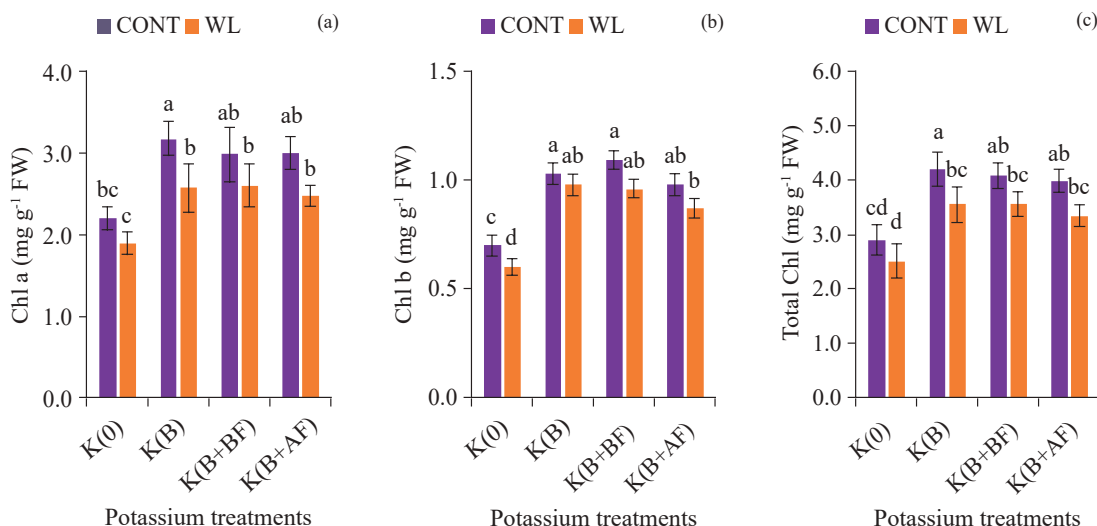 CONT WL (a)
Chl a (mg g⁻¹ FW)
4.0
3.0
2.0
1.0
0.0
bc c a b ab b ab b
K(0) K(B) K(B+BF) K(B+AF)
Potassium treatments
CONT WL (b)
Chl b (mg g⁻¹ FW)
1.5
1.0
0.5
0.0
c d a ab a ab ab b
K(0) K(B) K(B+BF) K(B+AF)
Potassium treatments
CONT WL (c)
Total Chl (mg g⁻¹ FW)
6.0
5.0
4.0
3.0
2.0
1.0
0.0
cd d a bc ab bc ab bc
K(0) K(B) K(B+BF) K(B+AF)
Potassium treatments